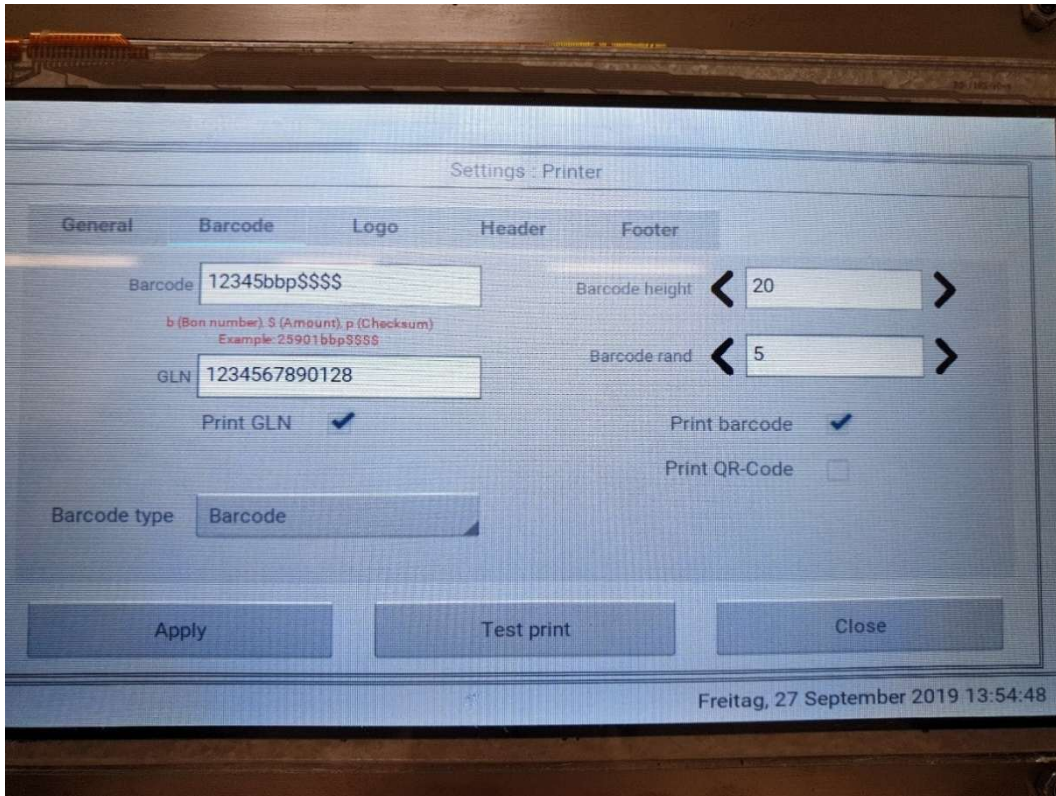 Settings : Printer
General Barcode Logo Header Footer
Barcode 12345bbp$$$$
b (Bon number). $ (Amount), p (Checksum)
Example: 25901bbp$$$$
GLN 1234567890128
Print GLN
Barcode type Barcode
Barcode height 20
Barcode rand 5
Print barcode
Print QR-Code
Apply Test print Close
Freitag, 27 September 2019 13:54:48